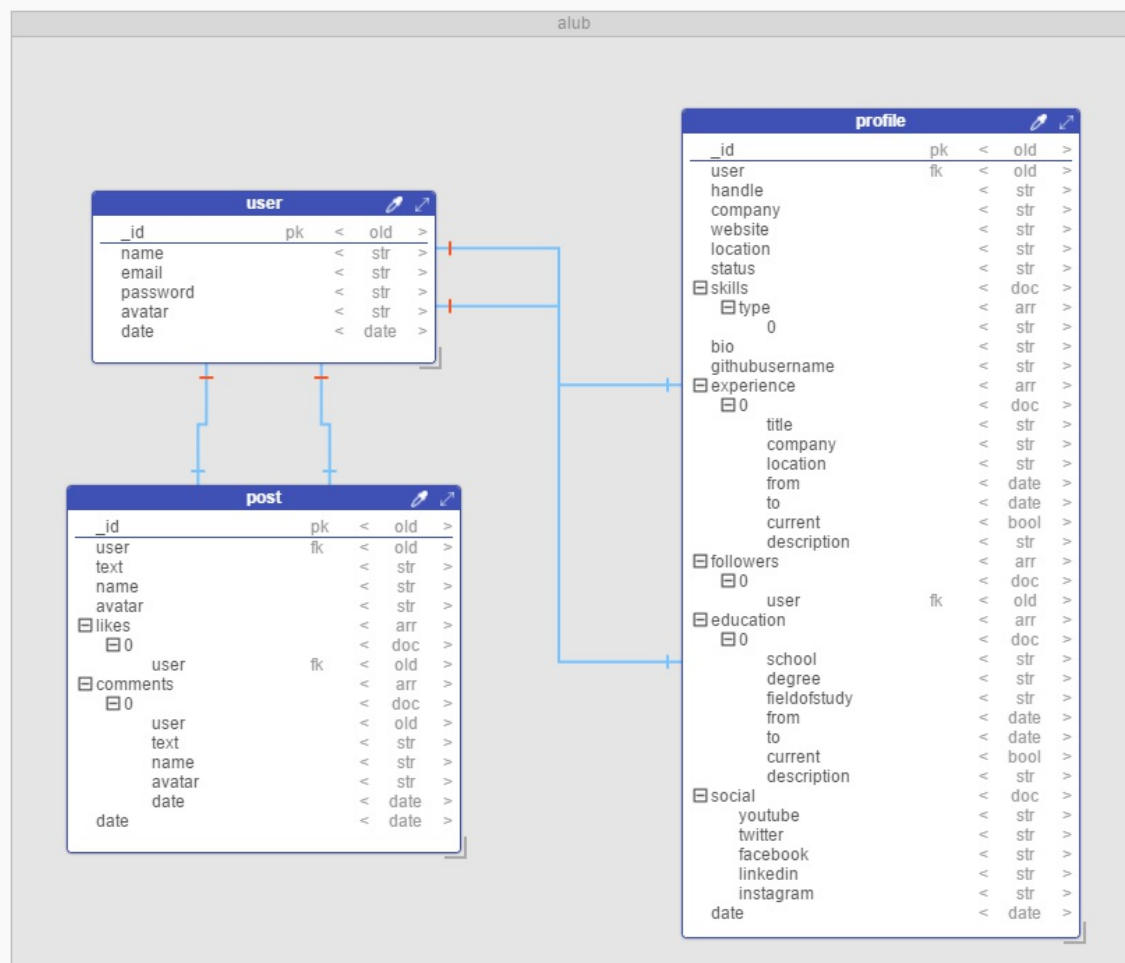 alub
user
_id pk < old >
name < str >
email < str >
password < str >
avatar < str >
date < date >
post
_id pk < old >
user fk < old >
text < str >
name < str >
avatar < str >
likes < arr >
0 < doc >
user fk < old >
comments < arr >
0 < doc >
user < old >
text < str >
name < str >
avatar < str >
date < date >
date < date >
profile
_id pk < old >
user fk < old >
handle < str >
company < str >
website < str >
location < str >
status < str >
skills < doc >
type < arr >
0 < str >
bio < str >
githubusername < str >
experience < arr >
0 < doc >
title < str >
company < str >
location < str >
from < date >
to < date >
current < bool >
description < str >
followers < arr >
0 < doc >
user fk < old >
education < arr >
0 < doc >
school < str >
degree < str >
fieldofstudy < str >
from < date >
to < date >
current < bool >
description < str >
social < doc >
youtube < str >
twitter < str >
facebook < str >
linkedin < str >
instagram < str >
date < date >